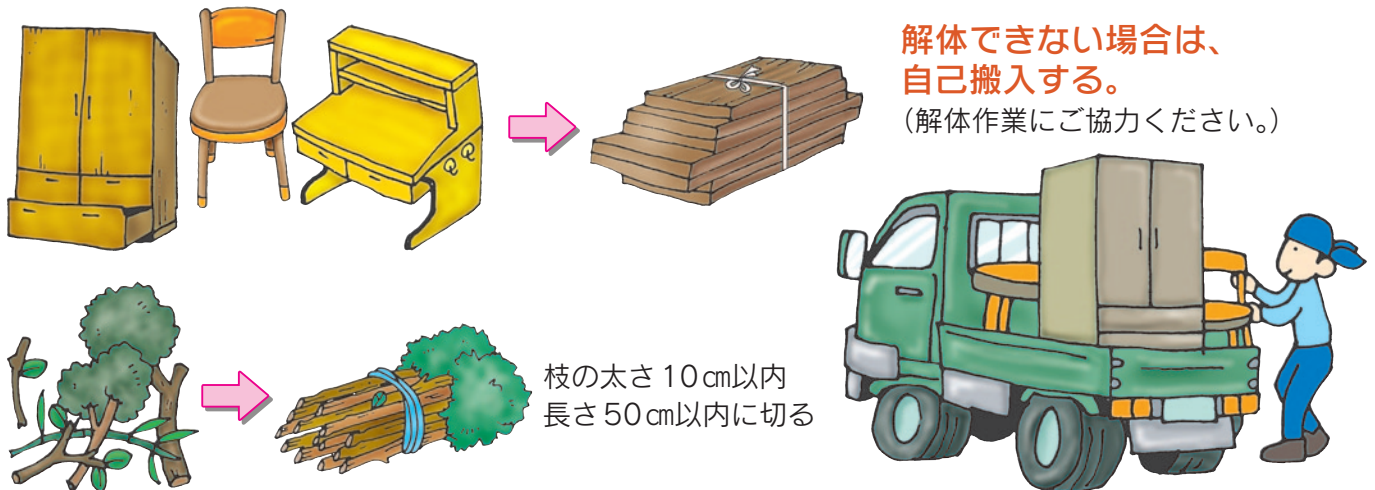 解体できない場合は、
自己搬入する。
（解体作業にご協力ください。）
枝の太さ10㎝以内
長さ50㎝以内に切る